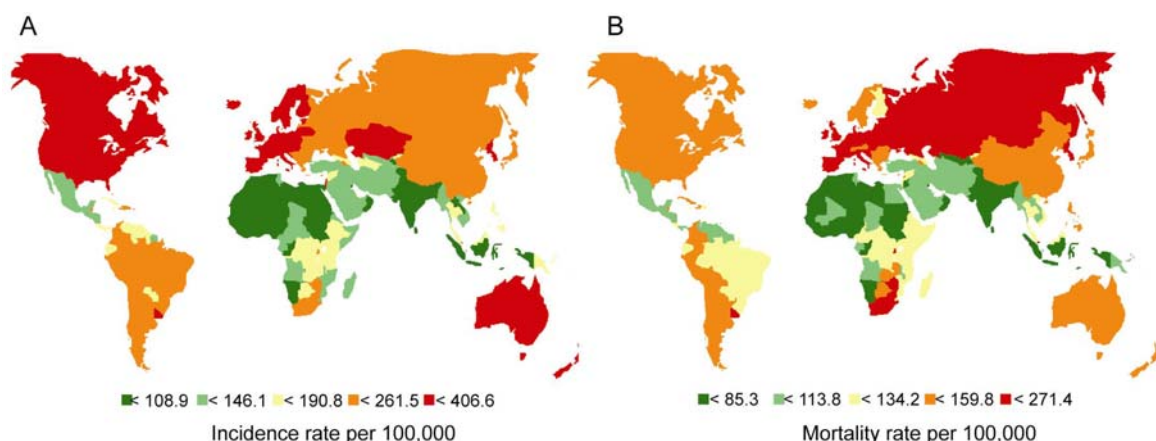 A
B
< 108.9 < 146.1 < 190.8 < 261.5 < 406.6
Incidence rate per 100,000
< 85.3 < 113.8 < 134.2 < 159.8 < 271.4
Mortality rate per 100,000